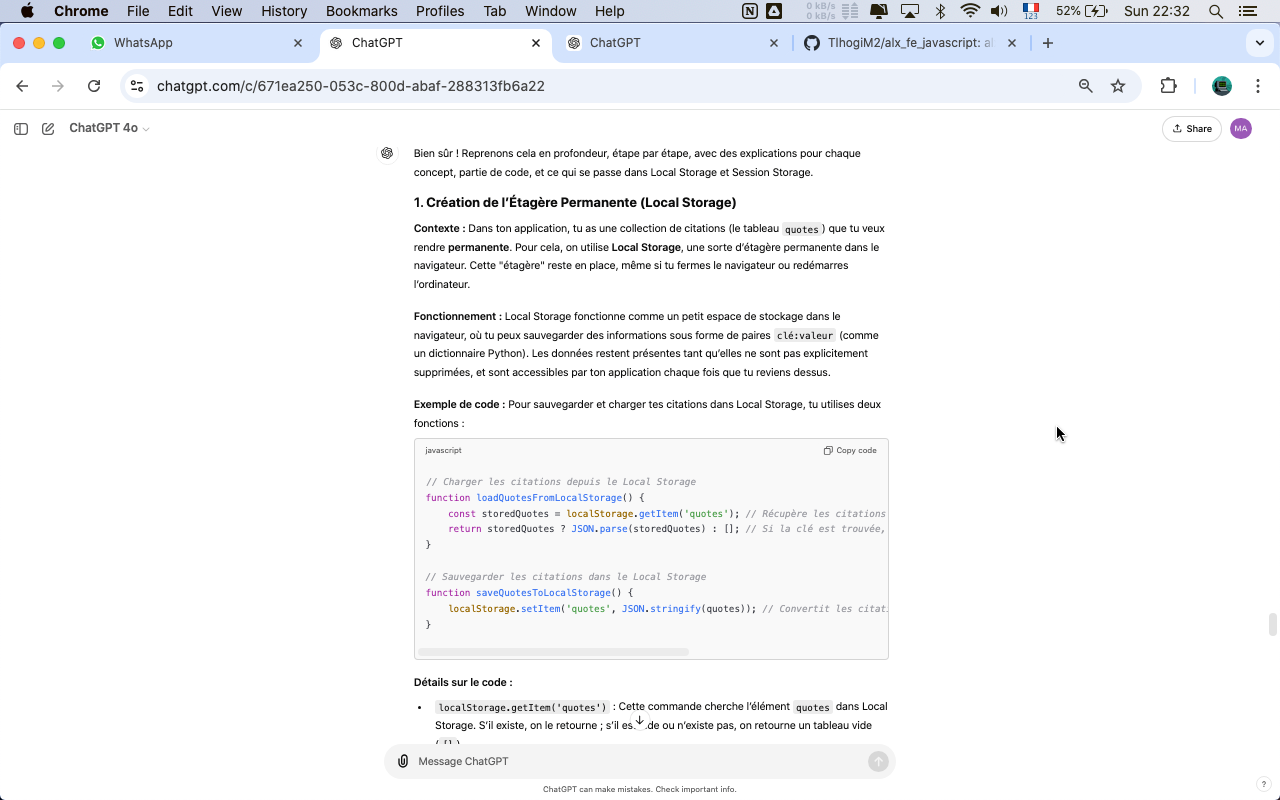 Chrome File Edit View History Bookmarks Profiles Tab Window Help 0 kB/s 0 kB/s 123 52% Sun 22:32
WhatsApp ChatGPT ChatGPT TlhogiM2/alx_fe_javascript:
chatgpt.com/c/671ea250-053c-800d-abaf-288313fb6a22
ChatGPT 4o Share MA
Bien sûr ! Reprenons cela en profondeur, étape par étape, avec des explications pour chaque
concept, partie de code, et ce qui se passe dans Local Storage et Session Storage.
1. Création de l’Étagère Permanente (Local Storage)
Contexte : Dans ton application, tu as une collection de citations (le tableau quotes) que tu veux
rendre permanente. Pour cela, on utilise Local Storage, une sorte d’étagère permanente dans le
navigateur. Cette "étagère" reste en place, même si tu fermes le navigateur ou redémarres
l’ordinateur.
Fonctionnement : Local Storage fonctionne comme un petit espace de stockage dans le
navigateur, où tu peux sauvegarder des informations sous forme de paires clé:valeur (comme
un dictionnaire Python). Les données restent présentes tant qu’elles ne sont pas explicitement
supprimées, et sont accessibles par ton application chaque fois que tu reviens dessus.
Exemple de code : Pour sauvegarder et charger tes citations dans Local Storage, tu utilises deux
fonctions :
javascript Copy code
// Charger les citations depuis le Local Storage
function loadQuotesFromLocalStorage() {
const storedQuotes = localStorage.getItem('quotes'); // Récupère les citations
return storedQuotes ? JSON.parse(storedQuotes) : []; // Si la clé est trouvée,
}
// Sauvegarder les citations dans le Local Storage
function saveQuotesToLocalStorage() {
localStorage.setItem('quotes', JSON.stringify(quotes)); // Convertit les
}
Détails sur le code :
• localStorage.getItem('quotes') : Cette commande cherche l’élément quotes dans Local
Storage. S’il existe, on le retourne ; s’il ou n’existe pas, on retourne un tableau vide
Message ChatGPT
ChatGPT can make mistakes. Check important info.
?